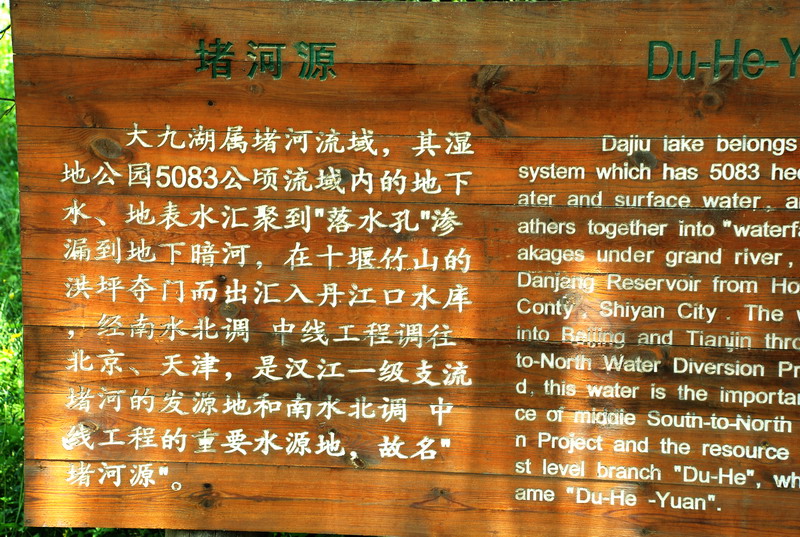 堵河源
大九湖属堵河流域，其湿
地公园5083公顷流域内的地下
水、地表水汇聚到"落水孔"渗
漏到地下暗河，在十堰竹山的
洪坪夺门而出汇入丹江口水库
，经南水北调 中线工程调往
北京、天津，是汉江一级支流
堵河的发源地和南水北调 中
线工程的重要水源地，故名"
堵河源"。
Du-He-Y
Dajiu lake belongs
system which has 5083 hec
ater and surface water, a
athers together into "waterfa
akages under grand river,
Danjang Reservoir from Ho
Conty, Shiyan City. The w
into Beijing and Tianjin thro
to-North Water Diversion Pr
d, this water is the importan
ce of middle South-to-North
n Project and the resource
st level branch "Du-He", wh
ame "Du-He -Yuan".